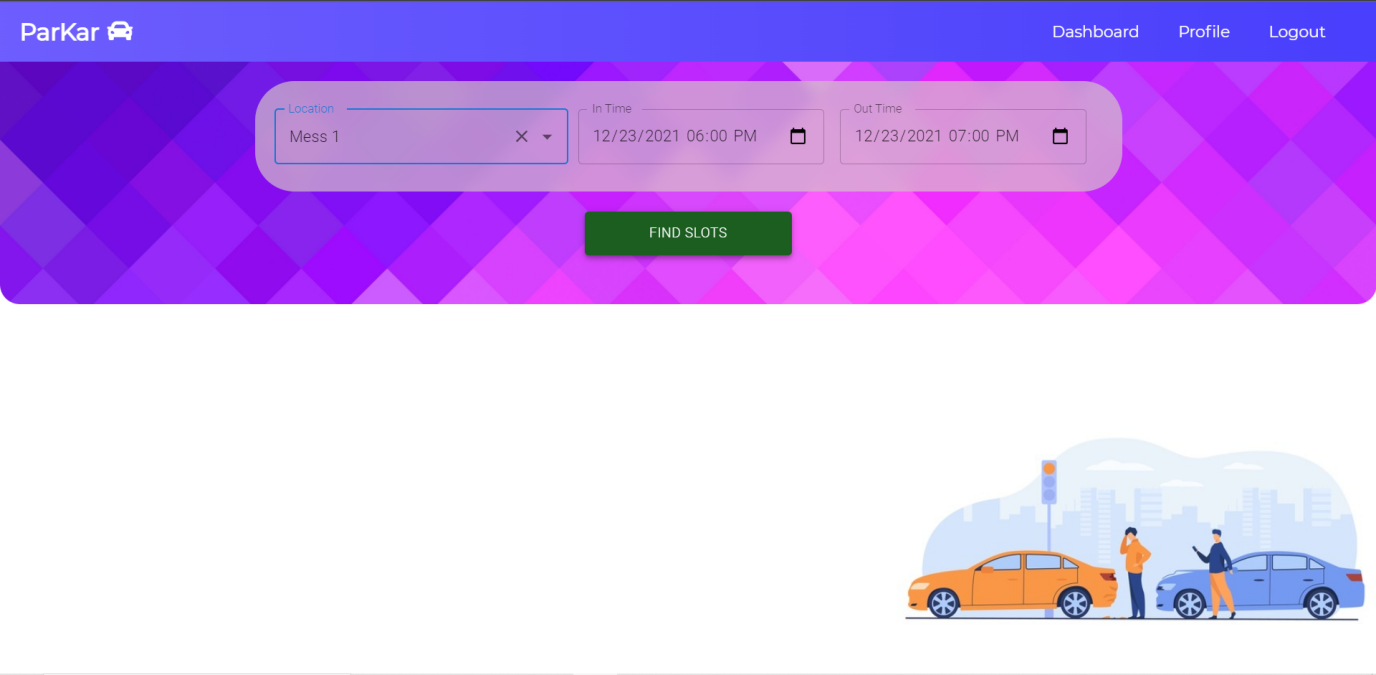 ParKar
Dashboard Profile Logout
Location
Mess 1
In Time
12/23/2021 06:00 PM
Out Time
12/23/2021 07:00 PM
FIND SLOTS